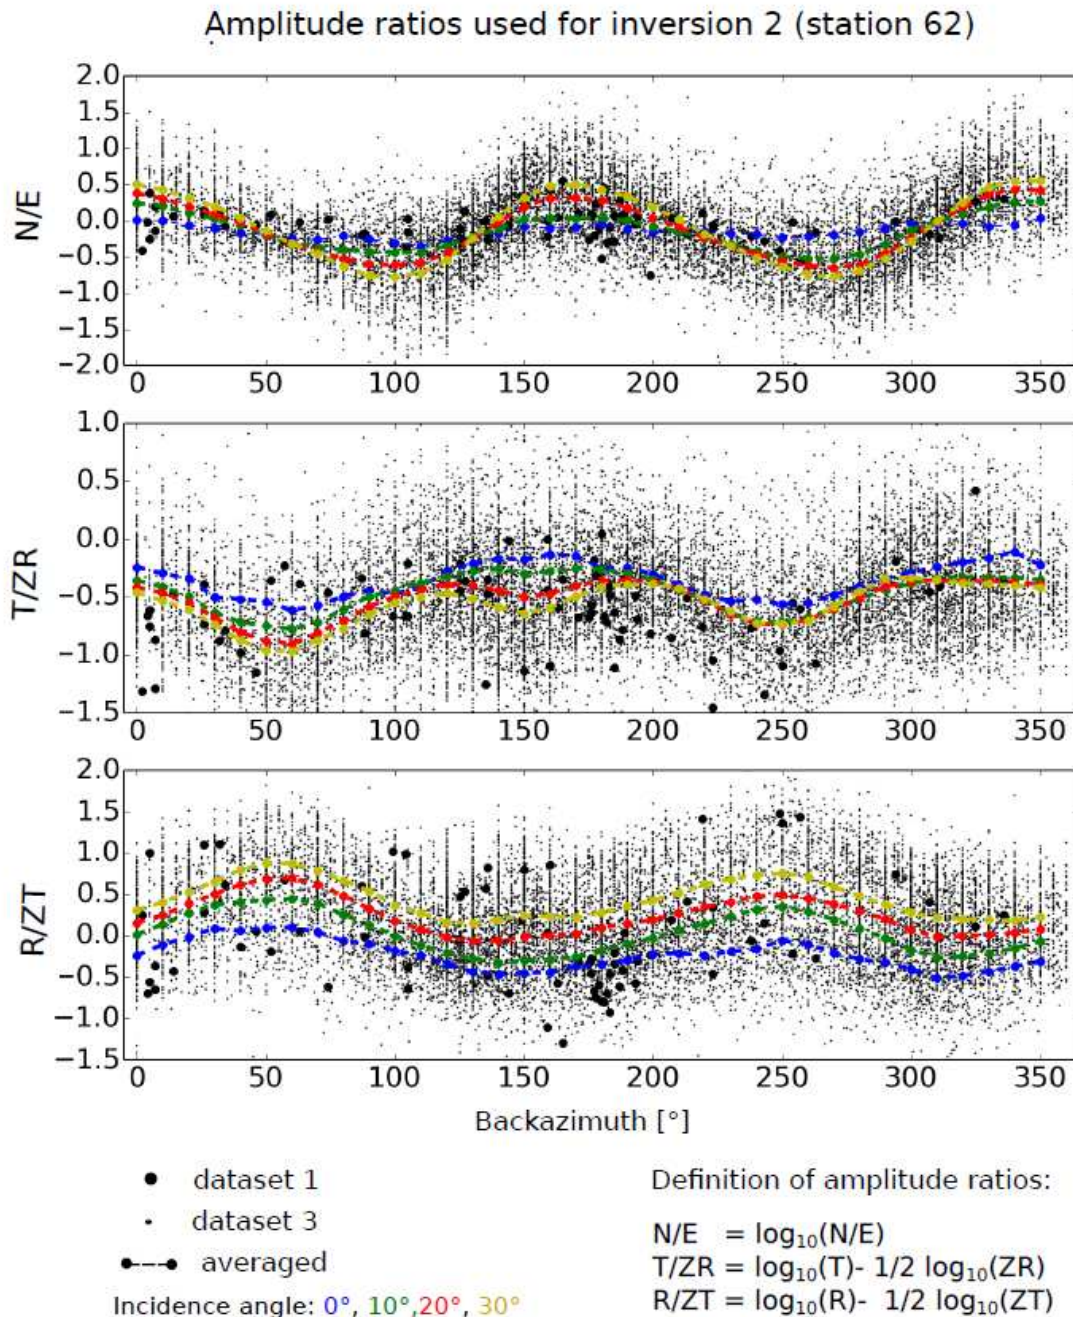 Amplitude ratios used for inversion 2 (station 62)
N/E
2.0
1.5
1.0
0.5
0.0
−0.5
−1.0
−1.5
−2.0
0 50 100 150 200 250 300 350
T/ZR
1.0
0.5
0.0
−0.5
−1.0
−1.5
0 50 100 150 200 250 300 350
R/ZT
2.0
1.5
1.0
0.5
0.0
−0.5
−1.0
−1.5
0 50 100 150 200 250 300 350
Backazimuth [°]
dataset 1
dataset 3
averaged
Incidence angle: 0°, 10°,20°, 30°
Definition of amplitude ratios:
N/E = log₁₀(N/E)
T/ZR = log₁₀(T)- 1/2 log₁₀(ZR)
R/ZT = log₁₀(R)- 1/2 log₁₀(ZT)